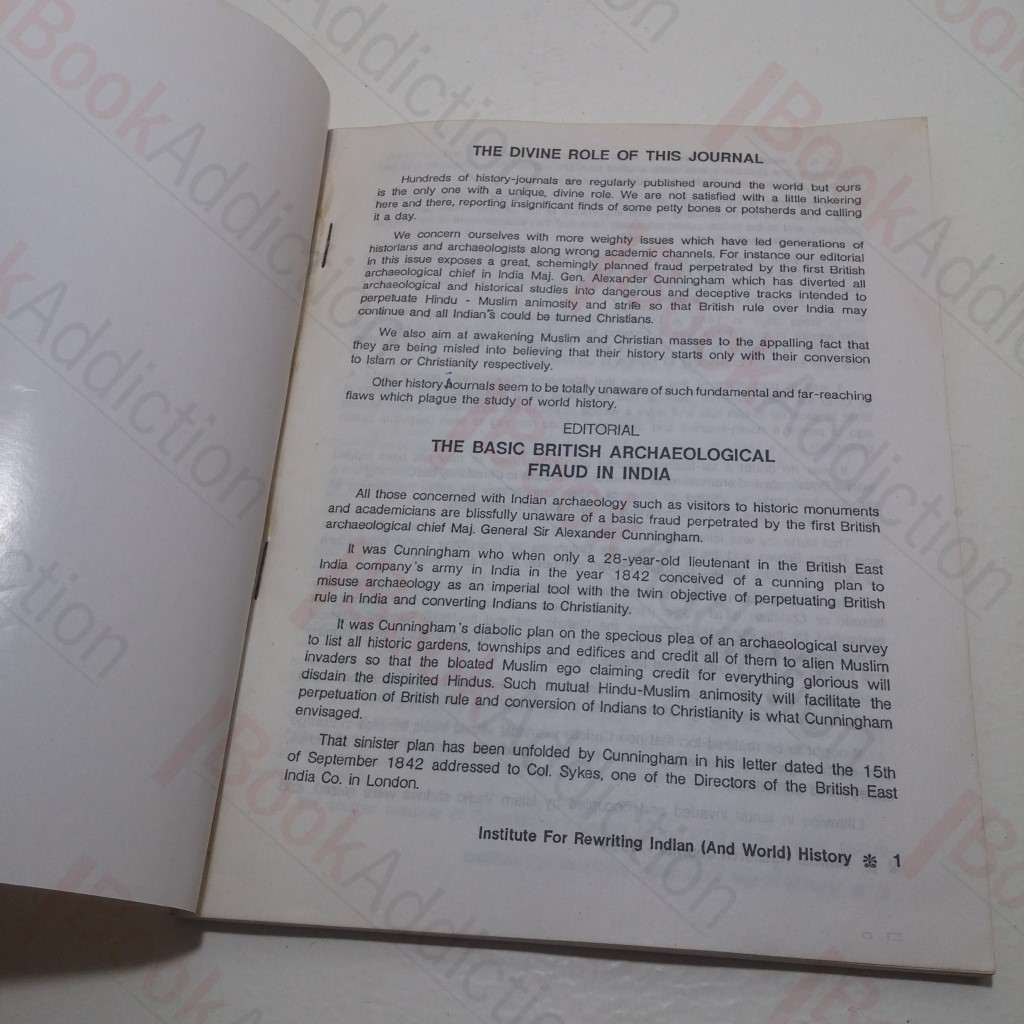 THE DIVINE ROLE OF THIS JOURNAL
Hundreds of history-journals are regularly published around the world but ours
is the only one with a unique, divine role. We are not satisfied with a little tinkering
here and there, reporting insignificant finds of some petty bones or potsherds and calling
it a day.
We concern ourselves with more weighty issues which have led generations of
historians and archaeologists along wrong academic channels. For instance our editorial
in this issue exposes a great, schemingly planned fraud perpetrated by the first British
archaeological chief in India Maj. Gen. Alexander Cunningham which has diverted all
archaeological and historical studies into dangerous and deceptive tracks intended to
perpetuate Hindu - Muslim animosity and strife so that British rule over India may
continue and all Indian's could be turned Christians.
We also aim at awakening Muslim and Christian masses to the appalling fact that
they are being misled into believing that their history starts only with their conversion
to Islam or Christianity respectively.
Other history journals seem to be totally unaware of such fundamental and far-reaching
flaws which plague the study of world history.
EDITORIAL
THE BASIC BRITISH ARCHAEOLOGICAL
FRAUD IN INDIA
All those concerned with Indian archaeology such as visitors to historic monuments
and academicians are blissfully unaware of a basic fraud perpetrated by the first British
archaeological chief Maj. General Sir Alexander Cunningham.
It was Cunningham who when only a 28-year-old lieutenant in the British East
India company's army in India in the year 1842 conceived of a cunning plan to
misuse archaeology as an imperial tool with the twin objective of perpetuating British
rule in India and converting Indians to Christianity.
It was Cunningham's diabolic plan on the specious plea of an archaeological survey
to list all historic gardens, townships and edifices and credit all of them to alien Muslim
invaders so that the bloated Muslim ego claiming credit for everything glorious will
disdain the dispirited Hindus. Such mutual Hindu-Muslim animosity will facilitate the
perpetuation of British rule and conversion of Indians to Christianity is what Cunningham
envisaged.
That sinister plan has been unfolded by Cunningham in his letter dated the 15th
of September 1842 addressed to Col. Sykes, one of the Directors of the British East
India Co. in London.
Institute For Rewriting Indian (And World) History ❉ 1
BookAddiction